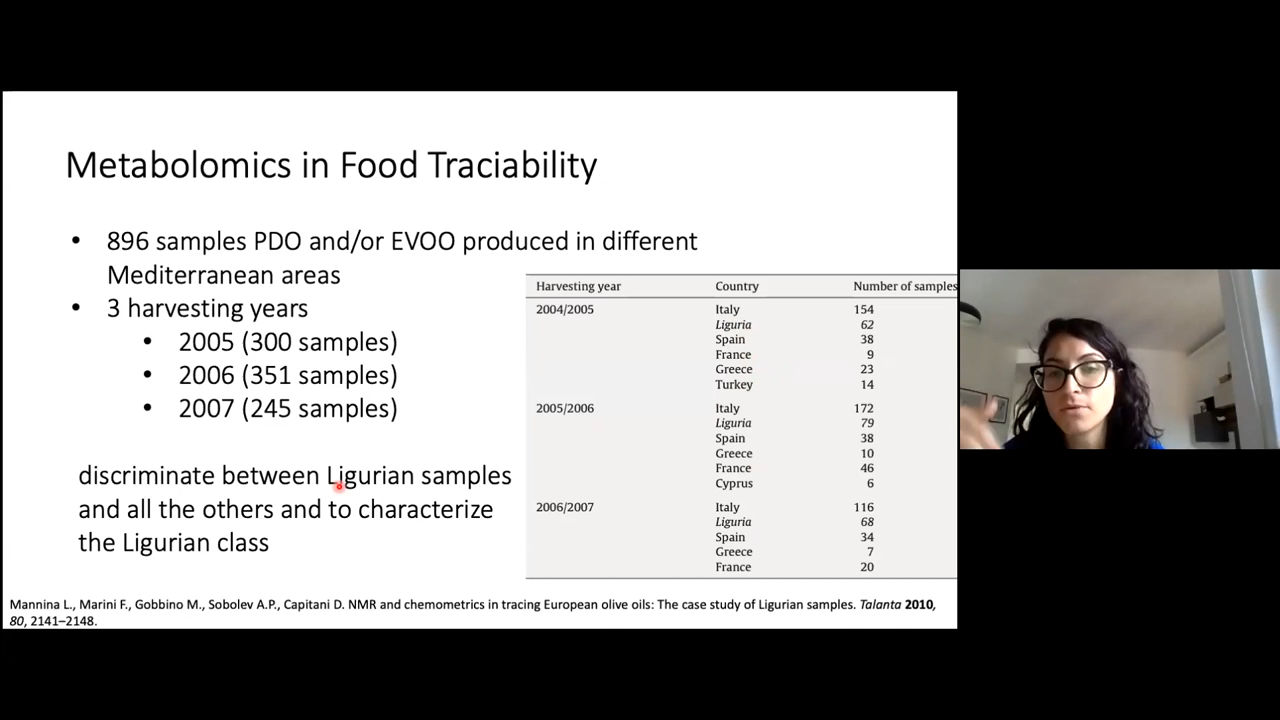 Metabolomics in Food Traciability
• 896 samples PDO and/or EVOO produced in different
Mediterranean areas
• 3 harvesting years
• 2005 (300 samples)
• 2006 (351 samples)
• 2007 (245 samples)
discriminate between Ligurian samples
and all the others and to characterize
the Ligurian class
Harvesting year Country Number of samples
2004/2005 Italy 154
Liguria 62
Spain 38
France 9
Greece 23
Turkey 14
2005/2006 Italy 172
Liguria 79
Spain 38
Greece 10
France 46
Cyprus 6
2006/2007 Italy 116
Liguria 68
Spain 34
Greece 7
France 20
Mannina L., Marini F., Gobbino M., Sobolev A.P., Capitani D. NMR and chemometrics in tracing European olive oils: The case study of Ligurian samples. Talanta 2010,
80, 2141–2148.